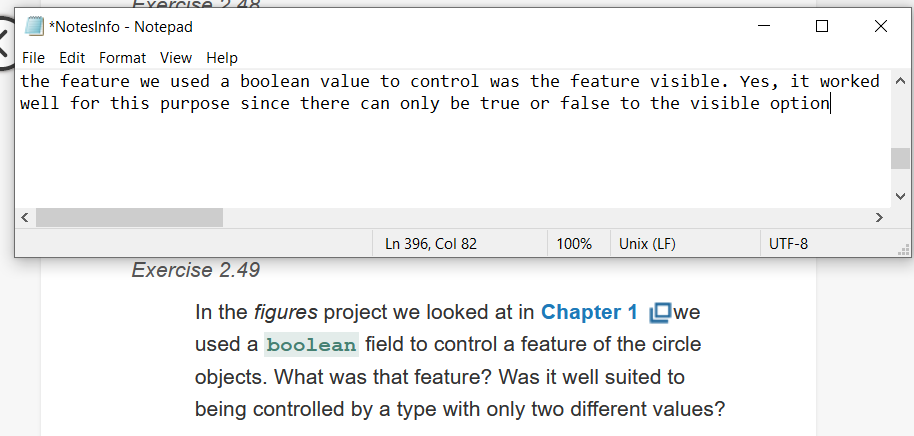 Exercise 2.48
*NotesInfo - Notepad
File Edit Format View Help
the feature we used a boolean value to control was the feature visible. Yes, it worked
well for this purpose since there can only be true or false to the visible option
Ln 396, Col 82 100% Unix (LF) UTF-8
Exercise 2.49
In the figures project we looked at in Chapter 1 we
used a boolean field to control a feature of the circle
objects. What was that feature? Was it well suited to
being controlled by a type with only two different values?